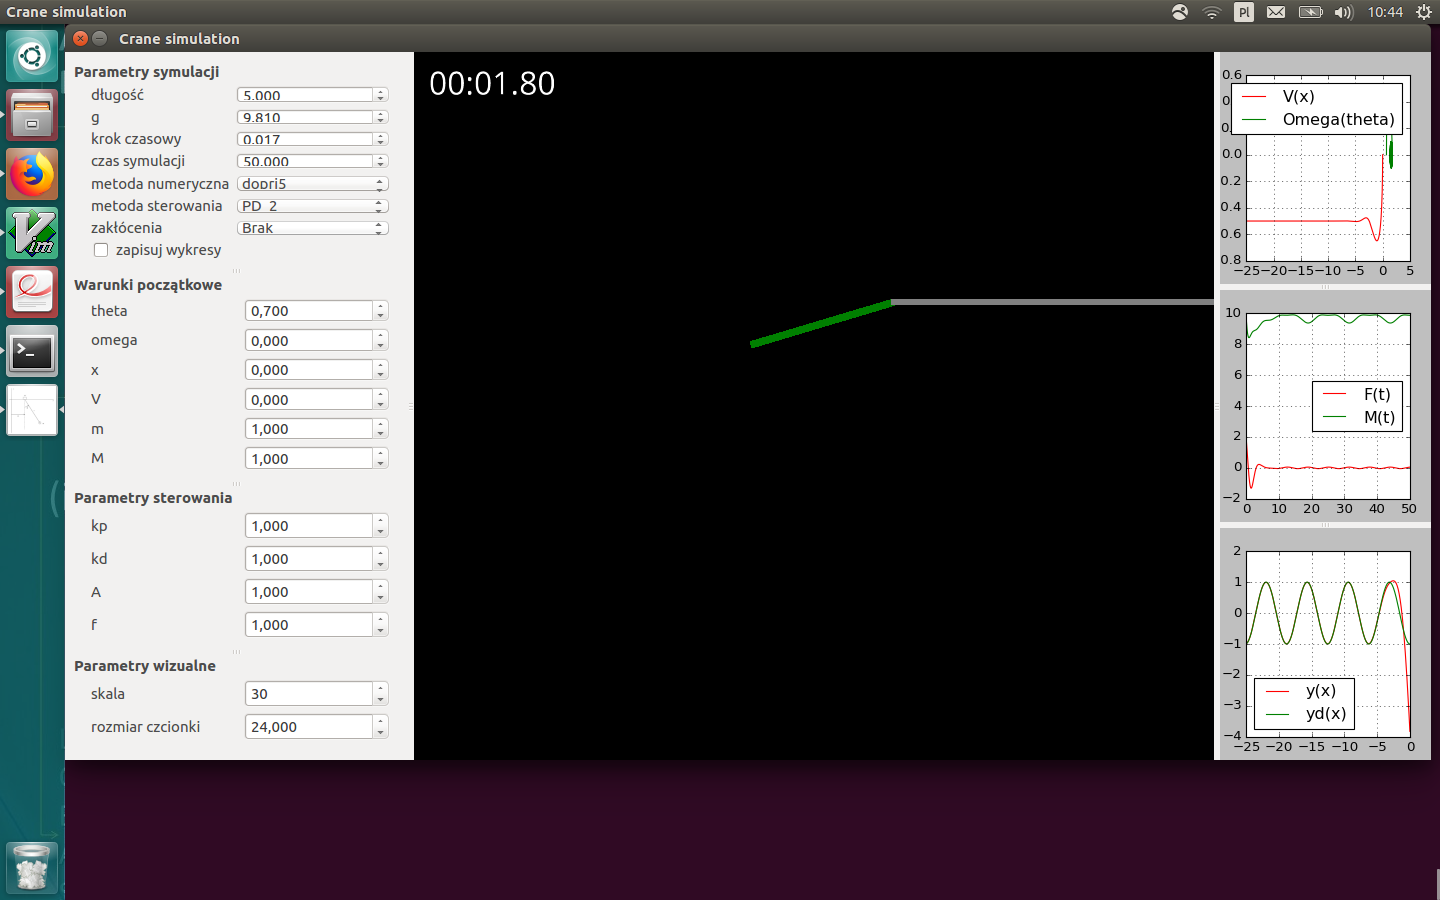 Crane simulation
Pl
10:44
Crane simulation
Parametry symulacji
długość 5.000
g 9.810
krok czasowy 0.017
czas symulacji 50.000
metoda numeryczna dopri5
metoda sterowania PD_2
zakłócenia Brak
zapisuj wykresy
Warunki początkowe
theta 0,700
omega 0,000
x 0,000
V 0,000
m 1,000
M 1,000
Parametry sterowania
kp 1,000
kd 1,000
A 1,000
f 1,000
Parametry wizualne
skala 30
rozmiar czcionki 24,000
00:01.80
0.6
V(x)
Omega(theta)
0.0
0.2
0.4
0.6
0.8
−25 −20 −15 −10 −5 0 5
10
8
6
4
2
0
−2
F(t)
M(t)
0 10 20 30 40 50
2
1
0
−1
−2
−3
−4
y(x)
yd(x)
−25 −20 −15 −10 −5 0
Vim